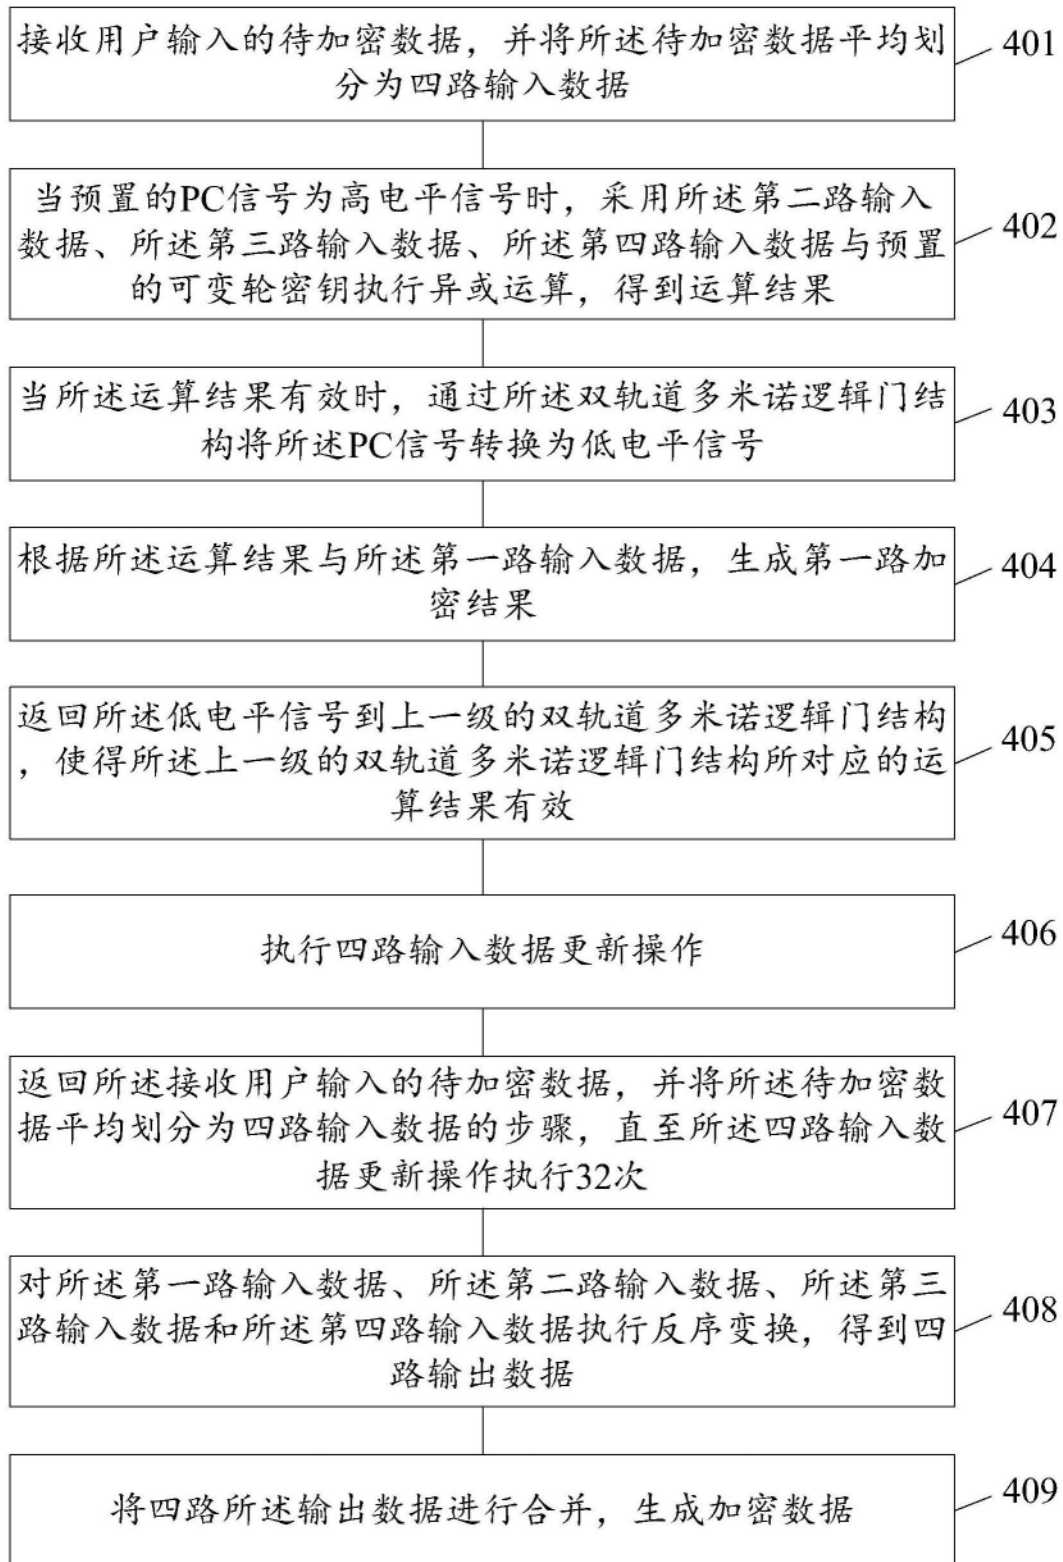 接收用户输入的待加密数据，并将所述待加密数据平均划
分为四路输入数据
401
当预置的PC信号为高电平信号时，采用所述第二路输入
数据、所述第三路输入数据、所述第四路输入数据与预置
的可变轮密钥执行异或运算，得到运算结果
402
当所述运算结果有效时，通过所述双轨道多米诺逻辑门结
构将所述PC信号转换为低电平信号
403
根据所述运算结果与所述第一路输入数据，生成第一路加
密结果
404
返回所述低电平信号到上一级的双轨道多米诺逻辑门结构
，使得所述上一级的双轨道多米诺逻辑门结构所对应的运
算结果有效
405
执行四路输入数据更新操作
406
返回所述接收用户输入的待加密数据，并将所述待加密数
据平均划分为四路输入数据的步骤，直至所述四路输入数
据更新操作执行32次
407
对所述第一路输入数据、所述第二路输入数据、所述第三
路输入数据和所述第四路输入数据执行反序变换，得到四
路输出数据
408
将四路所述输出数据进行合并，生成加密数据
409